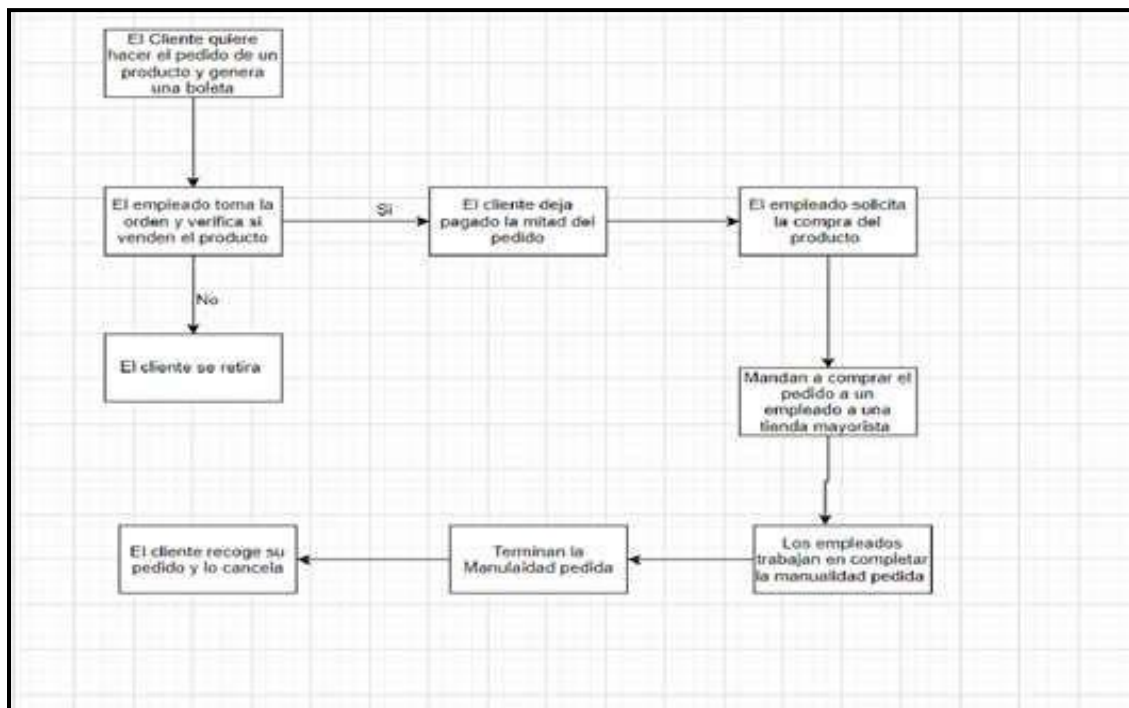 El Cliente quiere
hacer el pedido de un
producto y genera
una boleta
El empleado toma la
orden y verifica si
venden el producto
Si
El cliente deja
pagado la mitad del
pedido
El empleado solicita
la compra del
producto
No
El cliente se retira
Mandan a comprar el
pedido a un
empleado a una
tienda mayorista
Los empleados
trabajan en completar
la manualidad pedida
Terminan la
Manulaidad pedida
El cliente recoge su
pedido y lo cancela